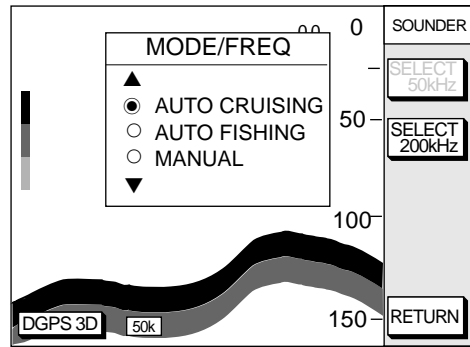 MODE/FREQ
AUTO CRUISING
AUTO FISHING
MANUAL
0
50
100
150
SOUNDER
SELECT
50kHz
SELECT
200kHz
RETURN
DGPS 3D
50k